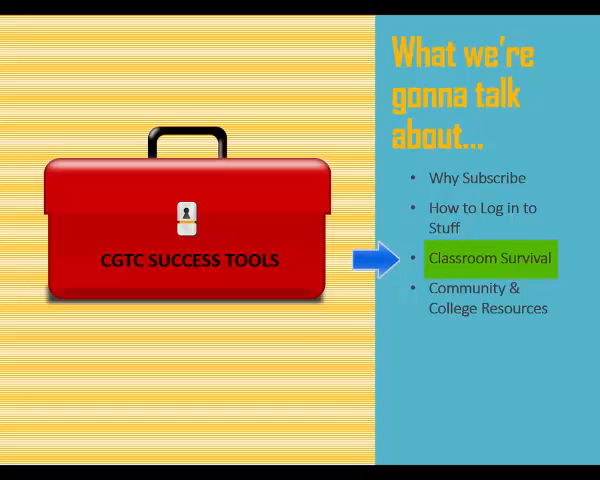 What we're
gonna talk
about...
• Why Subscribe
• How to Log in to
Stuff
• Classroom Survival
• Community &
College Resources
CGTC SUCCESS TOOLS